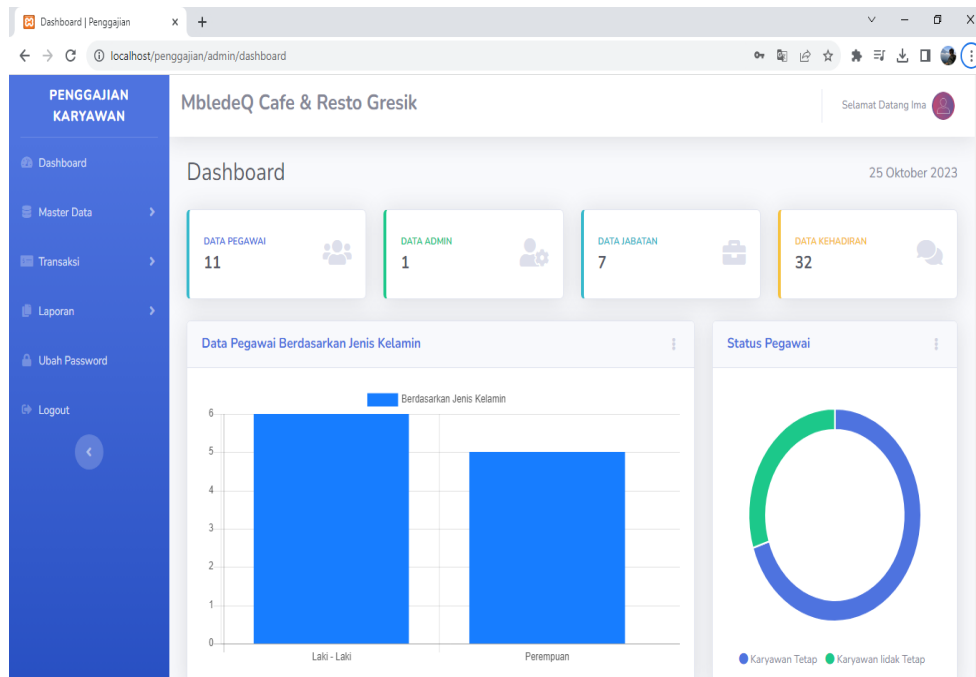 Dashboard | Penggajian
localhost/penggajian/admin/dashboard
PENGGAJIAN
KARYAWAN
Dashboard
Master Data
Transaksi
Laporan
Ubah Password
Logout
MbledeQ Cafe & Resto Gresik
Selamat Datang Ima
Dashboard
25 Oktober 2023
DATA PEGAWAI
11
DATA ADMIN
1
DATA JABATAN
7
DATA KEHADIRAN
32
Data Pegawai Berdasarkan Jenis Kelamin
Berdasarkan Jenis Kelamin
6
5
4
3
2
1
0
Laki - Laki
Perempuan
Status Pegawai
Karyawan Tetap
Karyawan Iidak Tetap